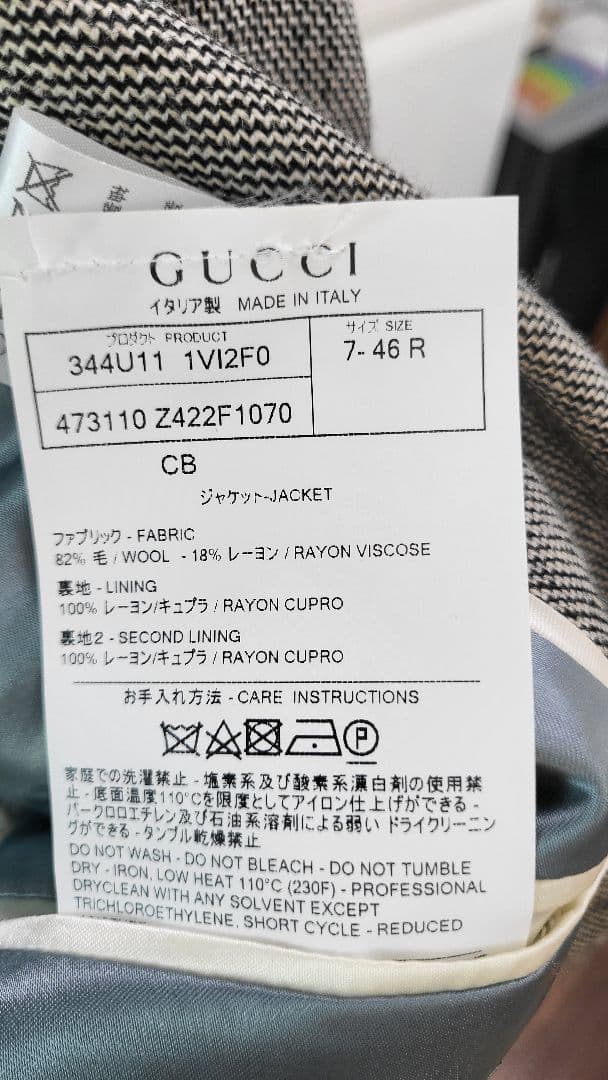 GUCCI
イタリア製 MADE IN ITALY
プロダクト PRODUCT
344U11 1VI2F0
473110 Z422F1070
サイズ SIZE
7- 46 R
CB
ジャケット-JACKET
ファブリック - FABRIC
82% 毛 / WOOL - 18% レーヨン / RAYON VISCOSE
裏地 - LINING
100% レーヨン/キュプラ / RAYON CUPRO
裏地2 - SECOND LINING
100% レーヨン/キュプラ / RAYON CUPRO
お手入れ方法 - CARE INSTRUCTIONS
P
家庭での洗濯禁止 - 塩素系及び酸素系漂白剤の使用禁
止 - 底面温度110°Cを限度としてアイロン仕上げができる -
パークロロエチレン及び石油系溶剤による弱い ドライクリーニン
グができる - タンブル乾燥禁止
DO NOT WASH - DO NOT BLEACH - DO NOT TUMBLE
DRY - IRON, LOW HEAT 110°C (230F) - PROFESSIONAL
DRYCLEAN WITH ANY SOLVENT EXCEPT
TRICHLOROETHYLENE, SHORT CYCLE - REDUCED